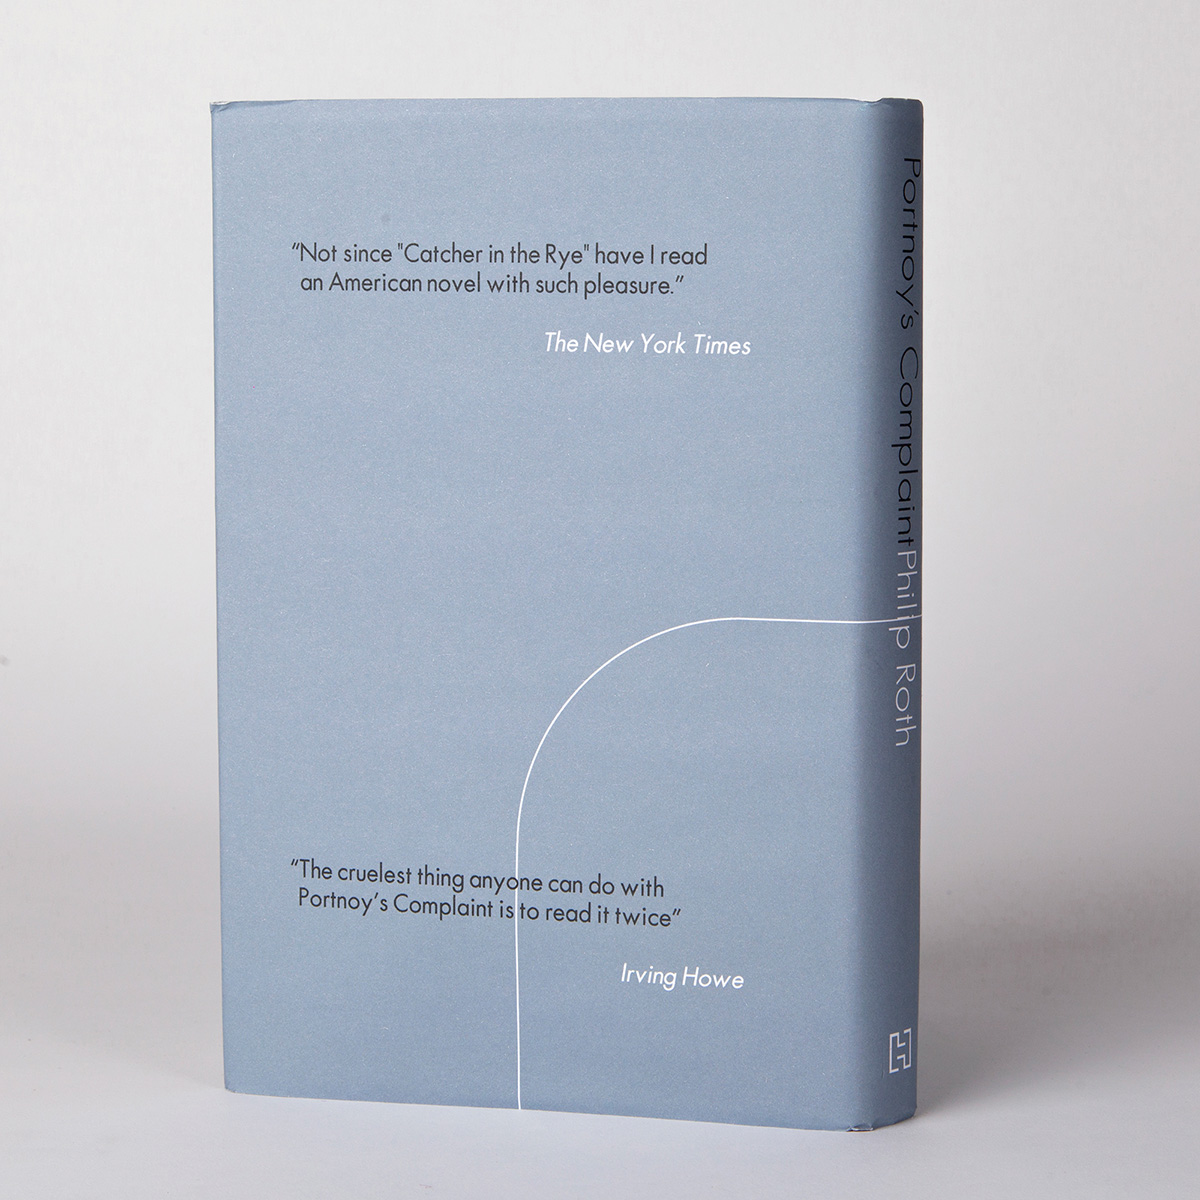 “Not since "Catcher in the Rye" have I read
an American novel with such pleasure.”
The New York Times
“The cruelest thing anyone can do with
Portnoy’s Complaint is to read it twice”
Irving Howe
Portnoy’s Complaint Philip Roth